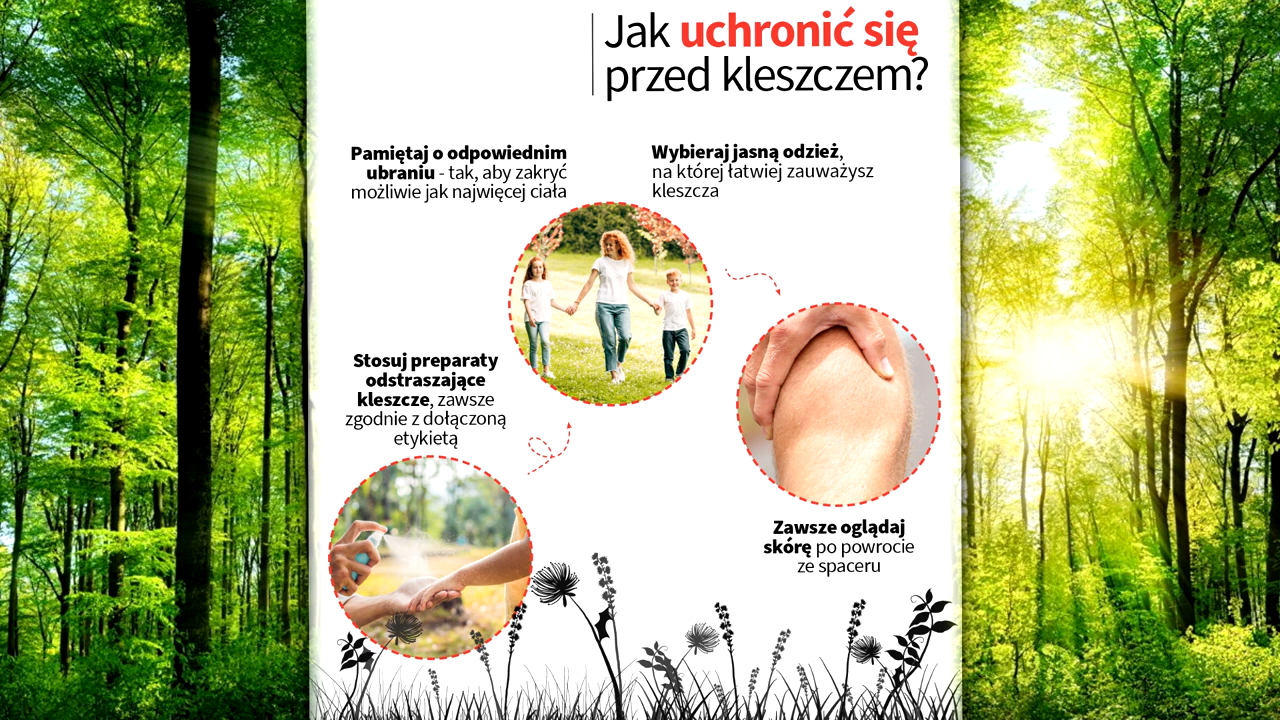 Jak uchronić się
przed kleszczem?
Pamiętaj o odpowiednim
ubraniu - tak, aby zakryć
możliwie jak najwięcej ciała
Wybieraj jasną odzież,
na której łatwiej zauważysz
kleszcza
Stosuj preparaty
odstraszające
kleszcze, zawsze
zgodnie z dołączoną
etykietą
Zawsze oglądaj
skórę po powrocie
ze spaceru